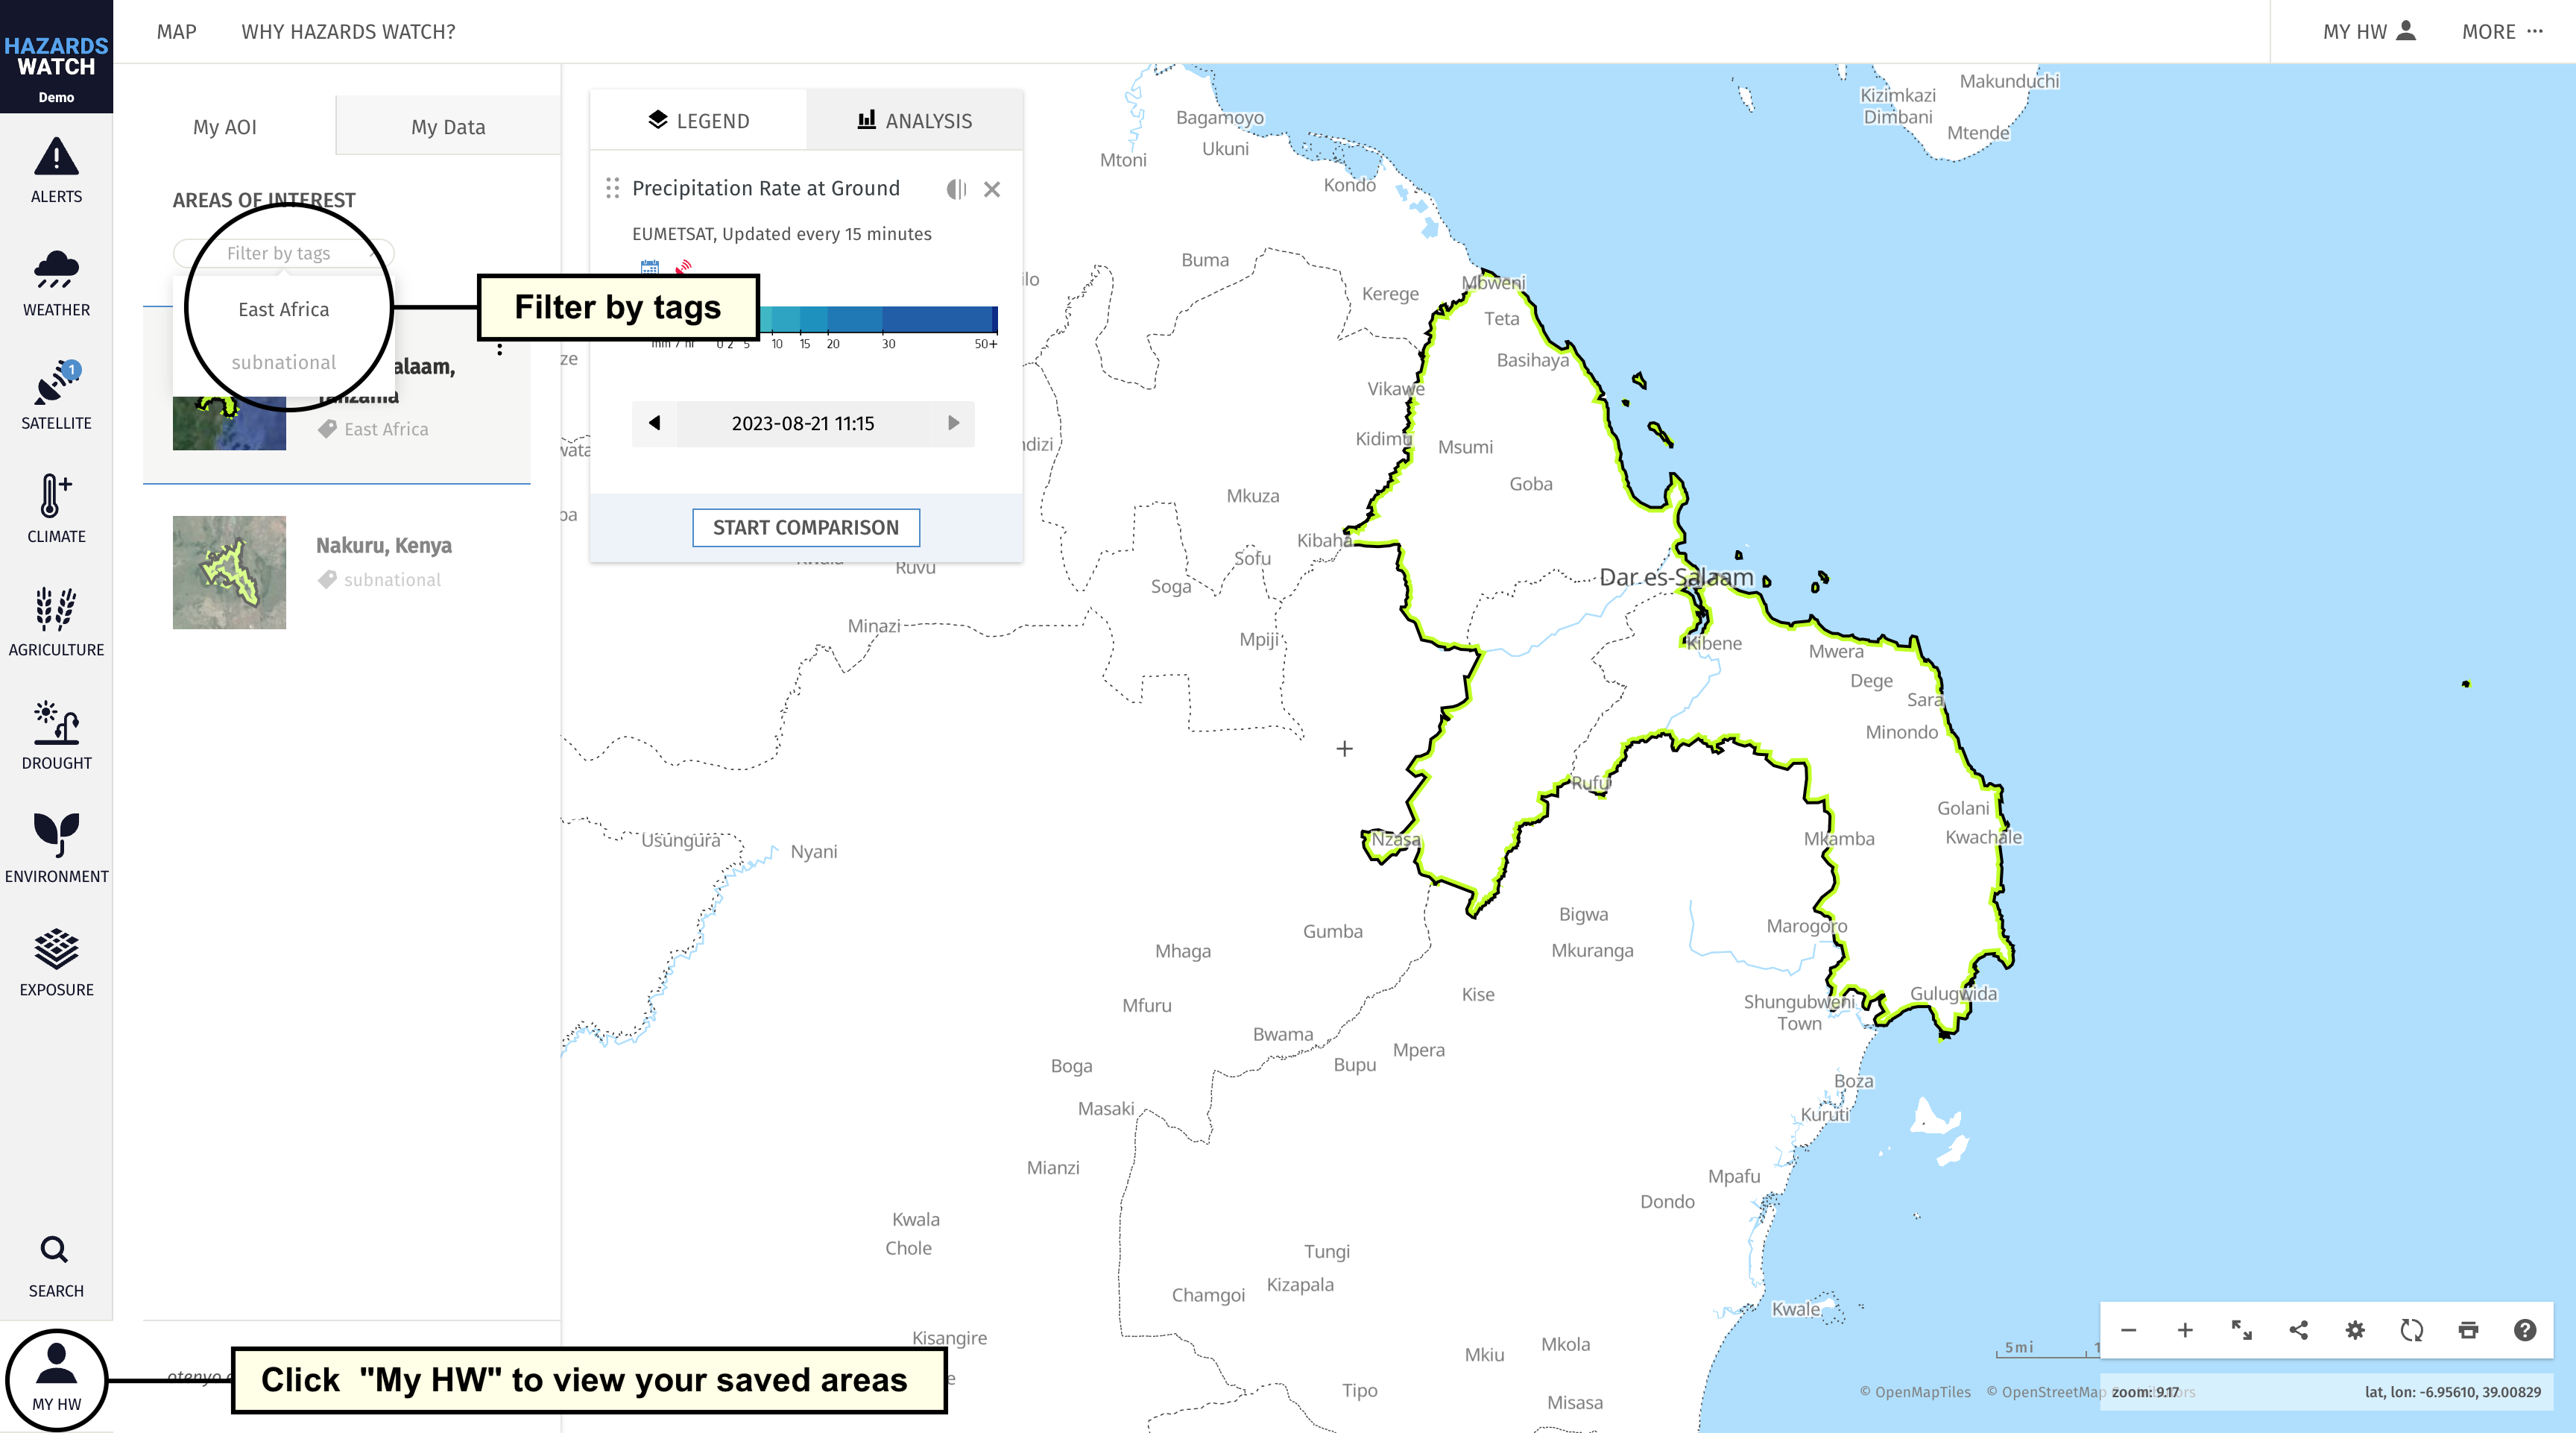 HAZARDS
WATCH
Demo
MAP
WHY HAZARDS WATCH?
MY HW
MORE
ALERTS
WEATHER
1
SATELLITE
CLIMATE
AGRICULTURE
DROUGHT
ENVIRONMENT
EXPOSURE
SEARCH
MY HW
My AOI
My Data
AREAS OF INTEREST
Filter by tags
East Africa
subnational
alaam,
Tanzania
East Africa
Nakuru, Kenya
subnational
Filter by tags
Click "My HW" to view your saved areas
LEGEND
ANALYSIS
Precipitation Rate at Ground
EUMETSAT, Updated every 15 minutes
mm / hr 0 2 5 10 15 20 30 50+
2023-08-21 11:15
START COMPARISON
Makunduchi
Kizimkazi
Dimbani
Mtende
Bagamoyo
Ukuni
Mtoni
Kondo
Buma
Kerege
Mbweni
Teta
Basihaya
Vikawe
Kidimu
Msumi
Goba
Mkuza
Kibaha
Sofu
Soga
Ruvu
Kwala
Dar es-Salaam
Minazi
Mpiji
Kibene
Mwera
Dege
Sara
Minondo
Rufu
Golani
Kwachale
Mkamba
Nzasa
Usungura
Nyani
Bigwa
Marogoro
Gumba
Mhaga
Mkuranga
Kise
Gulugwida
Shungubweni
Town
Mfuru
Bwama
Mpera
Bupu
Boga
Boza
Masaki
Kuruti
Mianzi
Mpafu
Dondo
Kwala
Chole
Tungi
Kizapala
Chamgoi
Kwale
Kisangire
Mkola
Mkiu
Tipo
Misasa
5mi
© OpenMapTiles © OpenStreetMap
zoom: 9.17
lat, lon: -6.95610, 39.00829